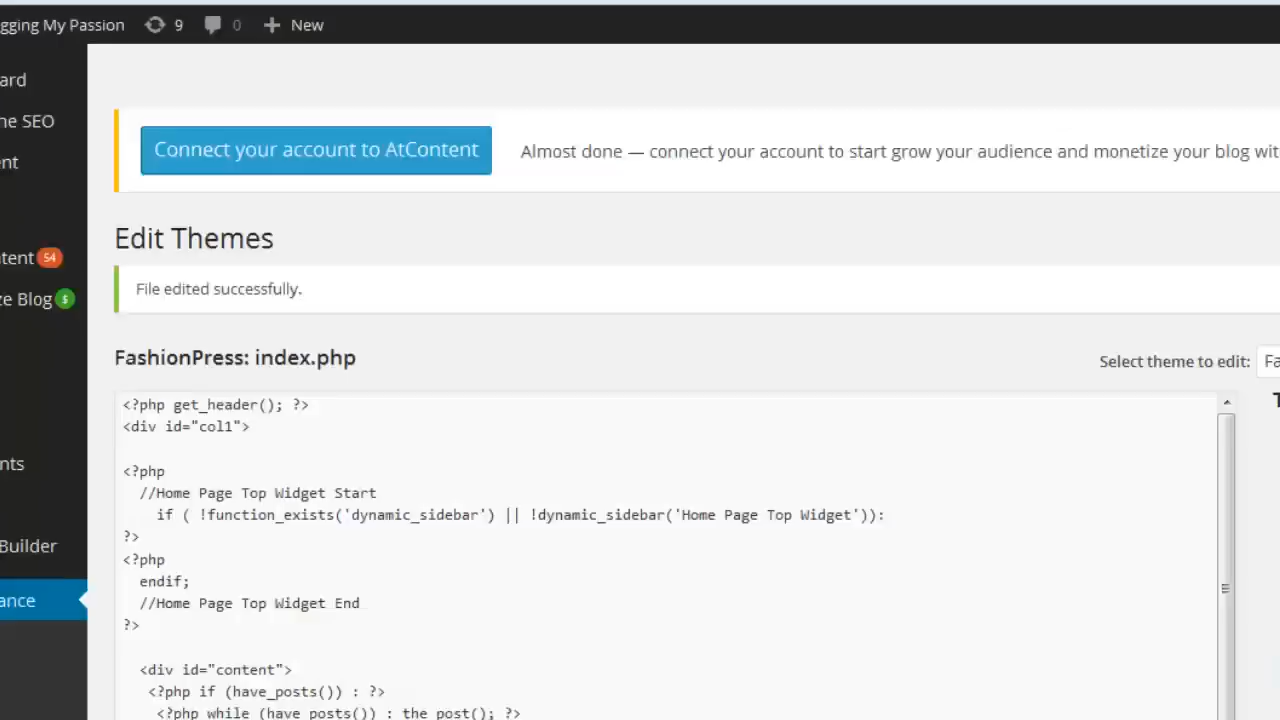 gging My Passion 9 0 New
ard
ne SEO
nt
tent 54
ze Blog $
nts
Builder
ance
Connect your account to AtContent Almost done — connect your account to start grow your audience and monetize your blog wit
Edit Themes
File edited successfully.
FashionPress: index.php
Select theme to edit: Fa
T
<?php get_header(); ?>
<div id="col1">
<?php
//Home Page Top Widget Start
if ( !function_exists('dynamic_sidebar') || !dynamic_sidebar('Home Page Top Widget')):
?>
<?php
endif;
//Home Page Top Widget End
?>
<div id="content">
<?php if (have_posts()) : ?>
<?php while (have_posts()) : the_post(); ?>